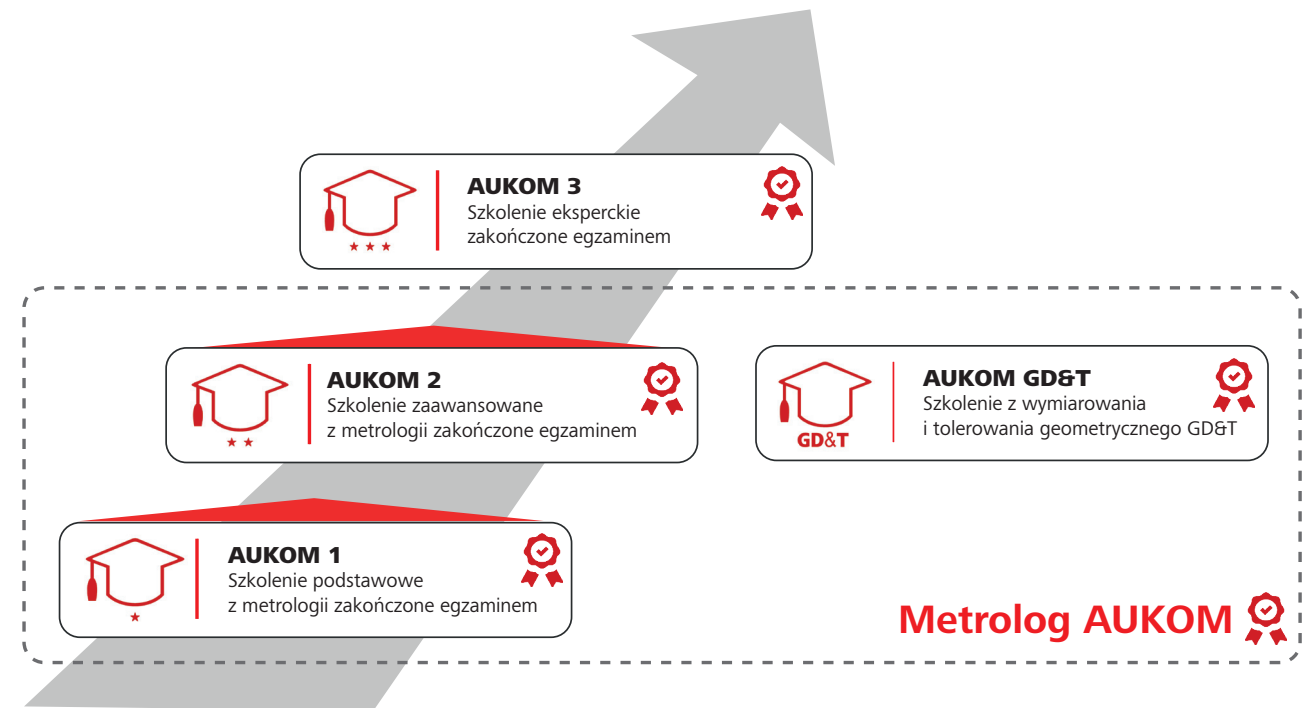 AUKOM 3
Szkolenie eksperckie
zakończone egzaminem
AUKOM 2
Szkolenie zaawansowane
z metrologii zakończone egzaminem
GD&T
AUKOM GD&T
Szkolenie z wymiarowania
i tolerowania geometrycznego GD&T
AUKOM 1
Szkolenie podstawowe
z metrologii zakończone egzaminem
Metrolog AUKOM